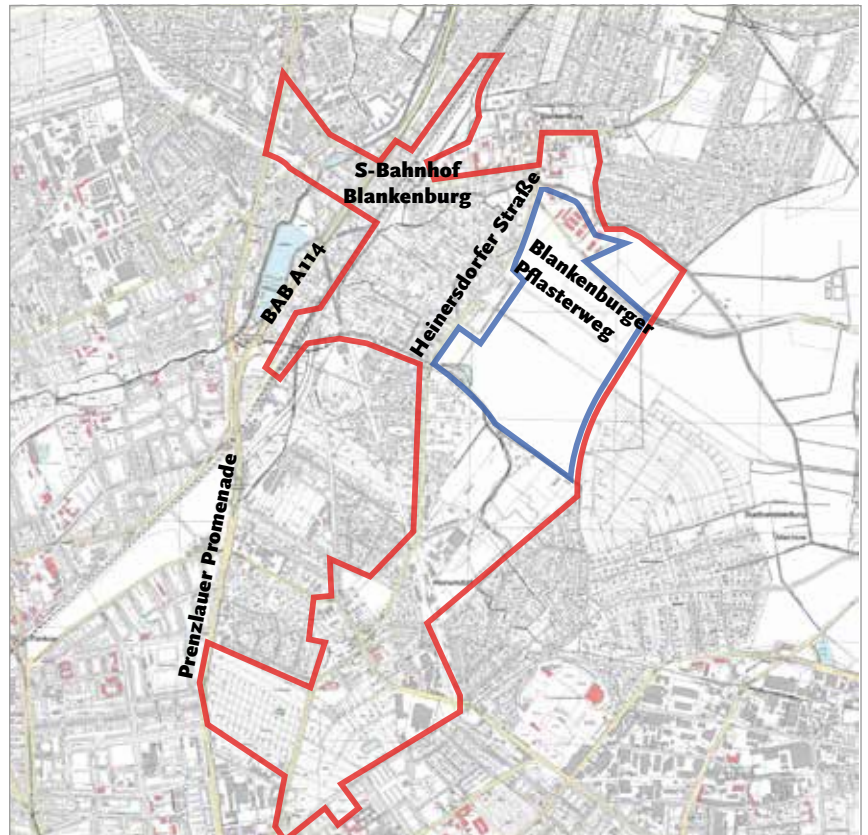 S-Bahnhof
Blankenburg
Heinersdorfer Straße
BAB A114
Blankenburger
Pflasterweg
Prenzlauer Promenade